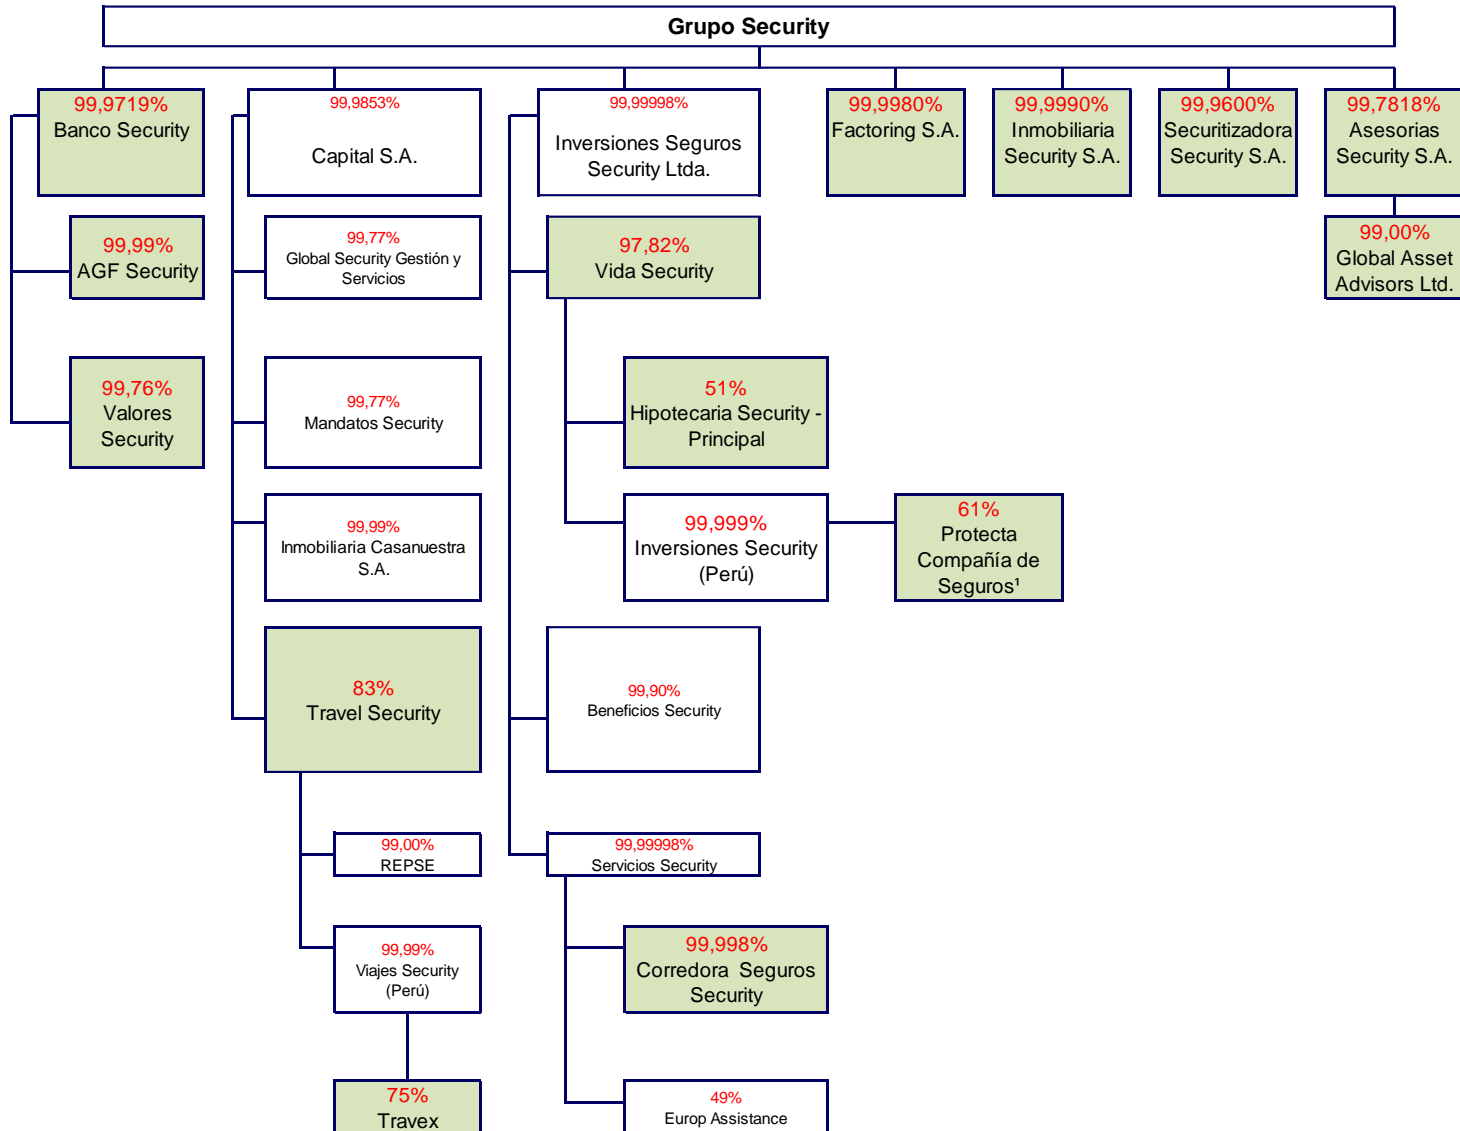 Grupo Security
99,9719%
Banco Security
99,9853%
Capital S.A.
99,99998%
Inversiones Seguros
Security Ltda.
99,9980%
Factoring S.A.
99,9990%
Inmobiliaria
Security S.A.
99,9600%
Securitizadora
Security S.A.
99,7818%
Asesorias
Security S.A.
99,99%
AGF Security
99,77%
Global Security Gestión y
Servicios
97,82%
Vida Security
99,00%
Global Asset
Advisors Ltd.
99,76%
Valores
Security
99,77%
Mandatos Security
51%
Hipotecaria Security -
Principal
99,99%
Inmobiliaria Casanuestra
S.A.
99,999%
Inversiones Security
(Perú)
61%
Protecta
Compañía de
Seguros¹
83%
Travel Security
99,90%
Beneficios Security
99,00%
REPSE
99,99998%
Servicios Security
99,99%
Viajes Security
(Perú)
99,998%
Corredora  Seguros
Security
75%
Travex
49%
Europ Assistance